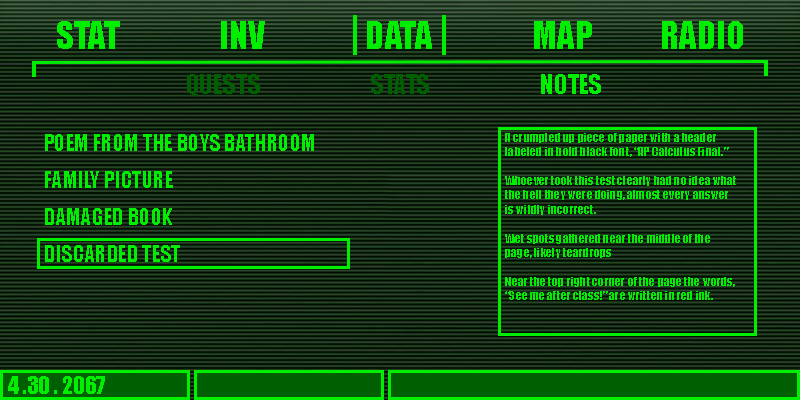 STAT INV DATA MAP RADIO
QUESTS STATS NOTES
POEM FROM THE BOYS BATHROOM
FAMILY PICTURE
DAMAGED BOOK
DISCARDED TEST
A crumpled up piece of paper with a header
labeled in bold black font, “AP Calculus Final.”
Whoever took this test clearly had no idea what
the hell they were doing, almost every answer
is wildly incorrect.
Wet spots gathered near the middle of the
page, likely teardrops
Near the top right corner of the page the words,
“See me after class!” are written in red ink.
4.30.2067